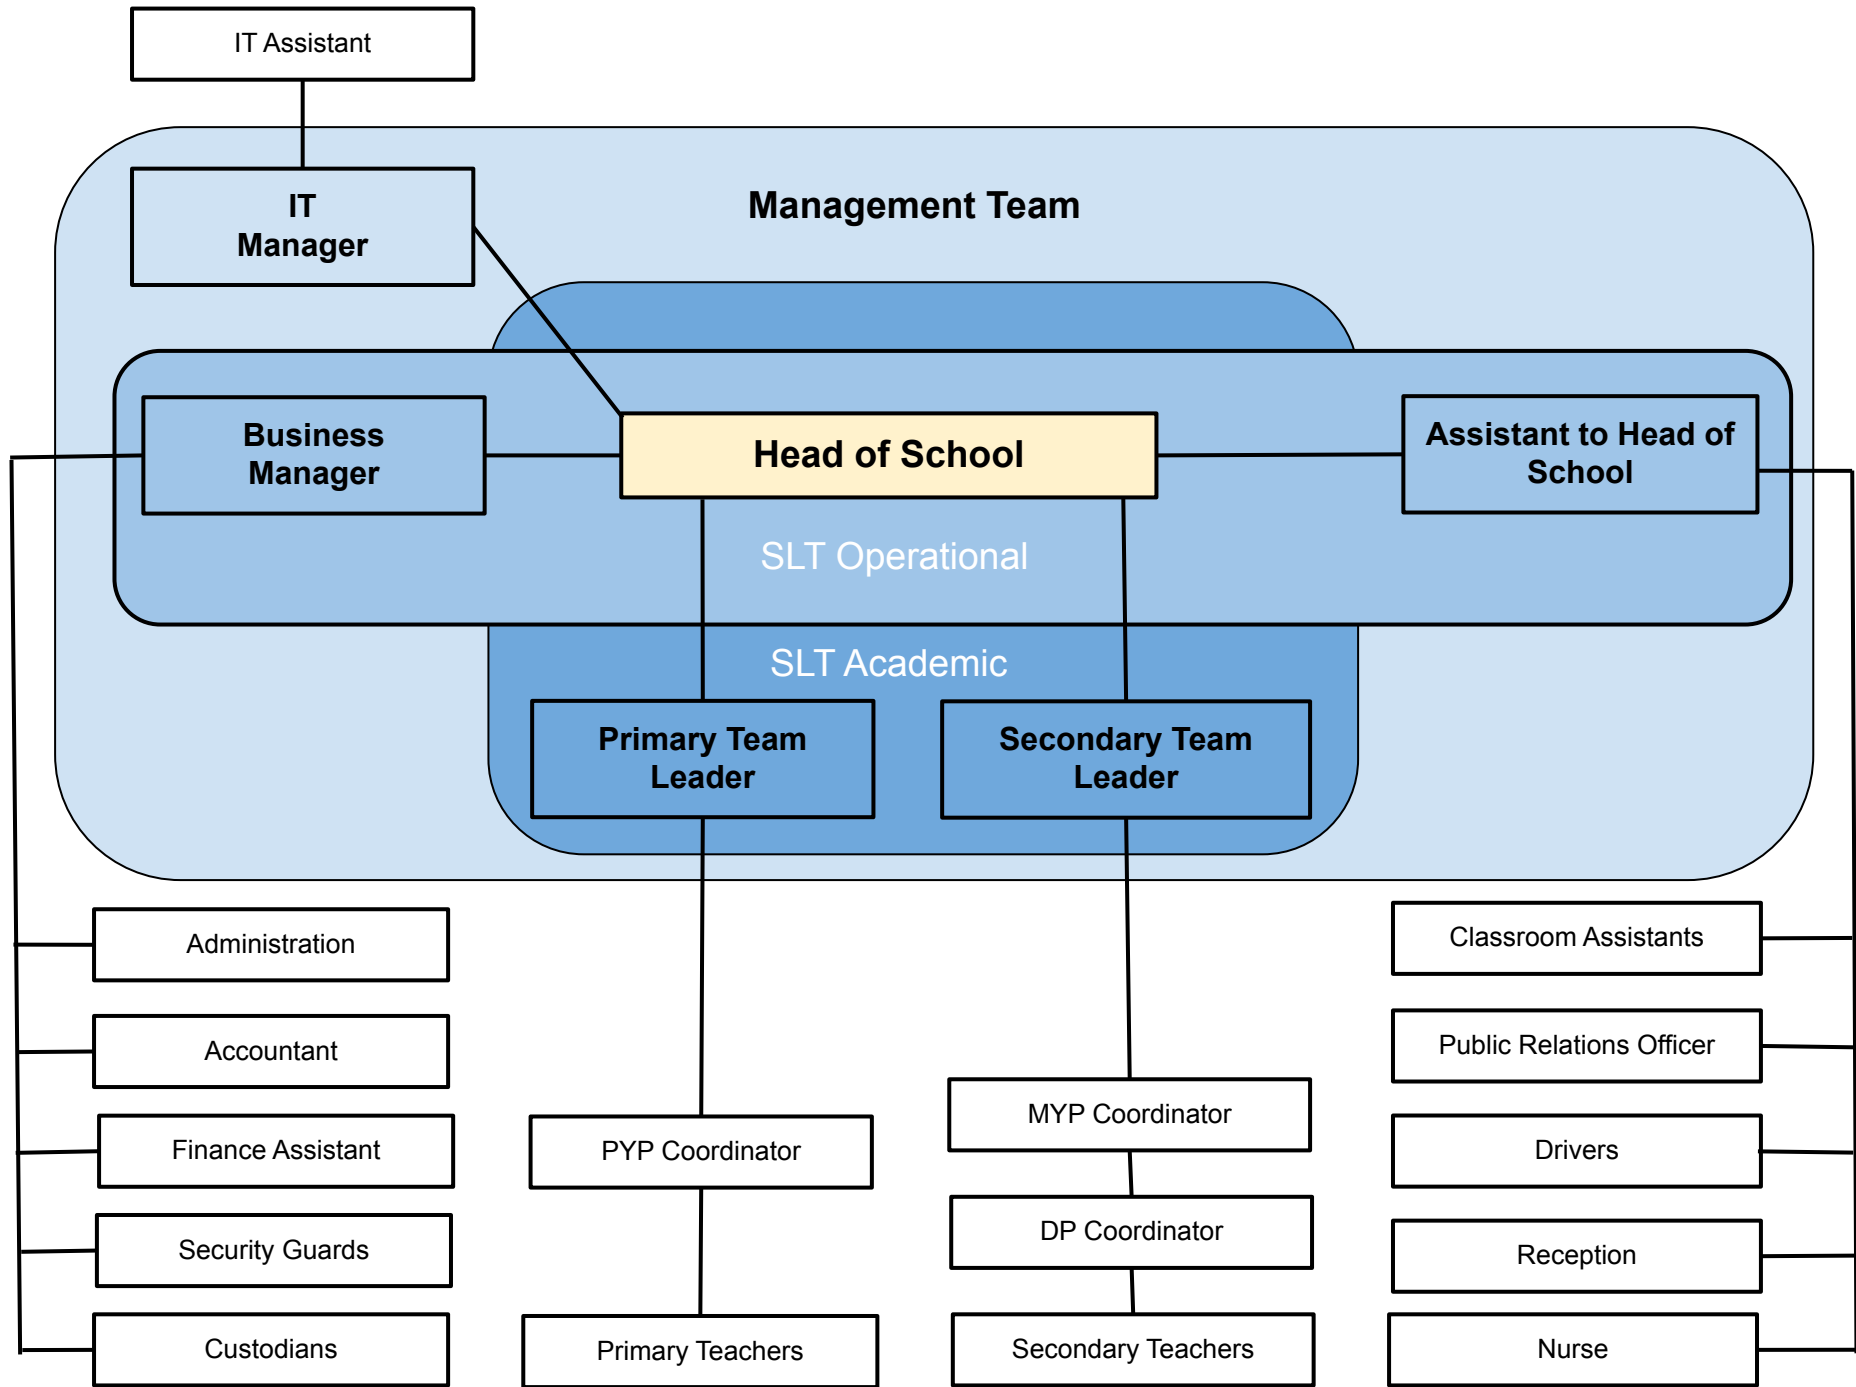 IT Assistant
IT
Manager
Management Team
Business
Manager
Head of School
Assistant to Head of
School
SLT Operational
SLT Academic
Primary Team
Leader
Secondary Team
Leader
Administration
Accountant
Finance Assistant
Security Guards
Custodians
PYP Coordinator
Primary Teachers
MYP Coordinator
DP Coordinator
Secondary Teachers
Classroom Assistants
Public Relations Officer
Drivers
Reception
Nurse